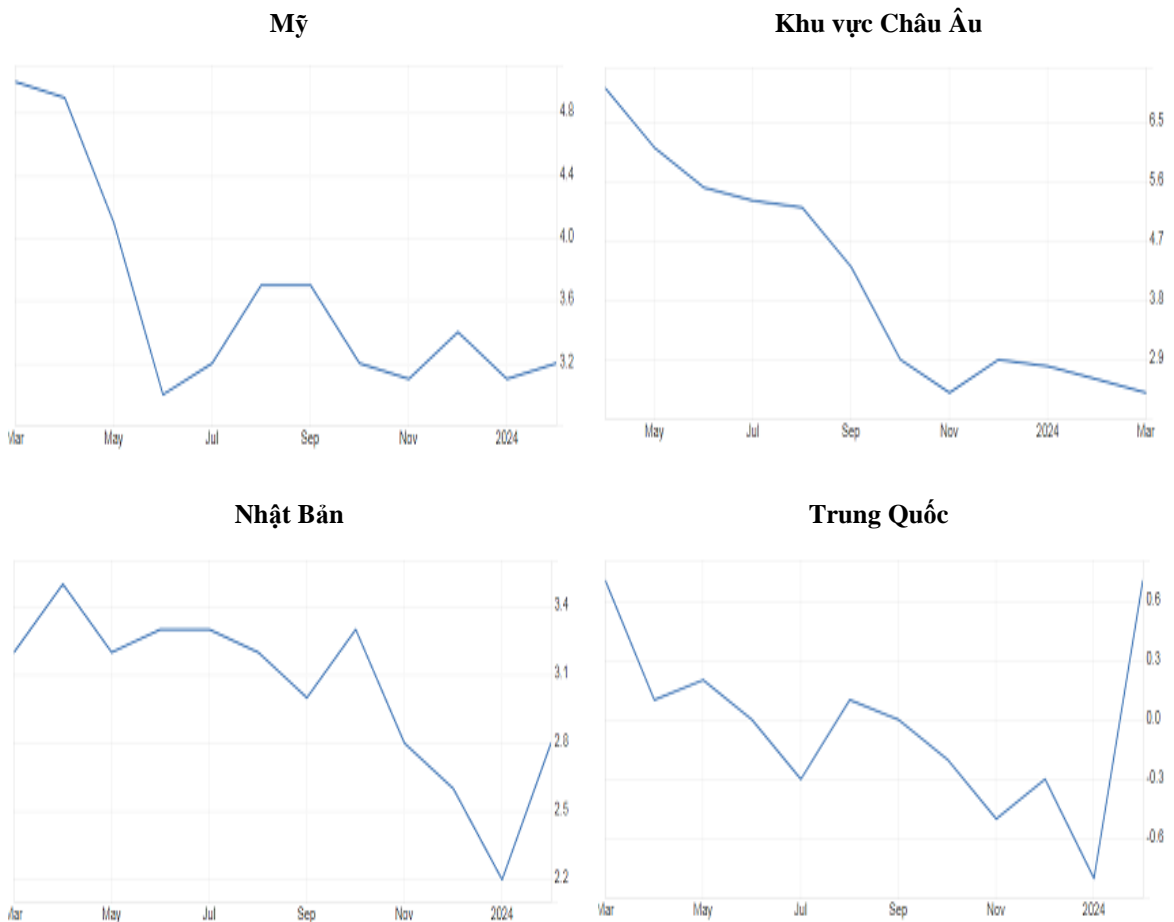 Mỹ
Khu vực Châu Âu
4.8
4.4
4.0
3.6
3.2
Mar May Jul Sep Nov 2024
6.5
5.6
4.7
3.8
2.9
May Jul Sep Nov 2024 Mar
Nhật Bản
Trung Quốc
3.4
3.1
2.8
2.5
2.2
Mar May Jul Sep Nov 2024
0.6
0.3
0.0
-0.3
-0.6
Mar May Jul Sep Nov 2024